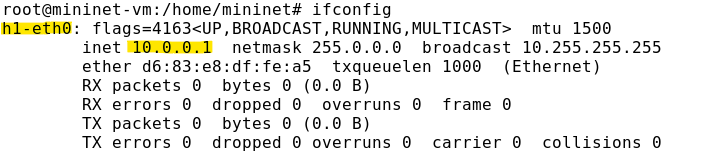 root@mininet-vm:/home/mininet# ifconfig
h1-eth0: flags=4163<UP,BROADCAST,RUNNING,MULTICAST>  mtu 1500
        inet 10.0.0.1  netmask 255.0.0.0  broadcast 10.255.255.255
        ether d6:83:e8:df:fe:a5  txqueuelen 1000  (Ethernet)
        RX packets 0  bytes 0 (0.0 B)
        RX errors 0  dropped 0  overruns 0  frame 0
        TX packets 0  bytes 0 (0.0 B)
        TX errors 0  dropped 0 overruns 0  carrier 0  collisions 0